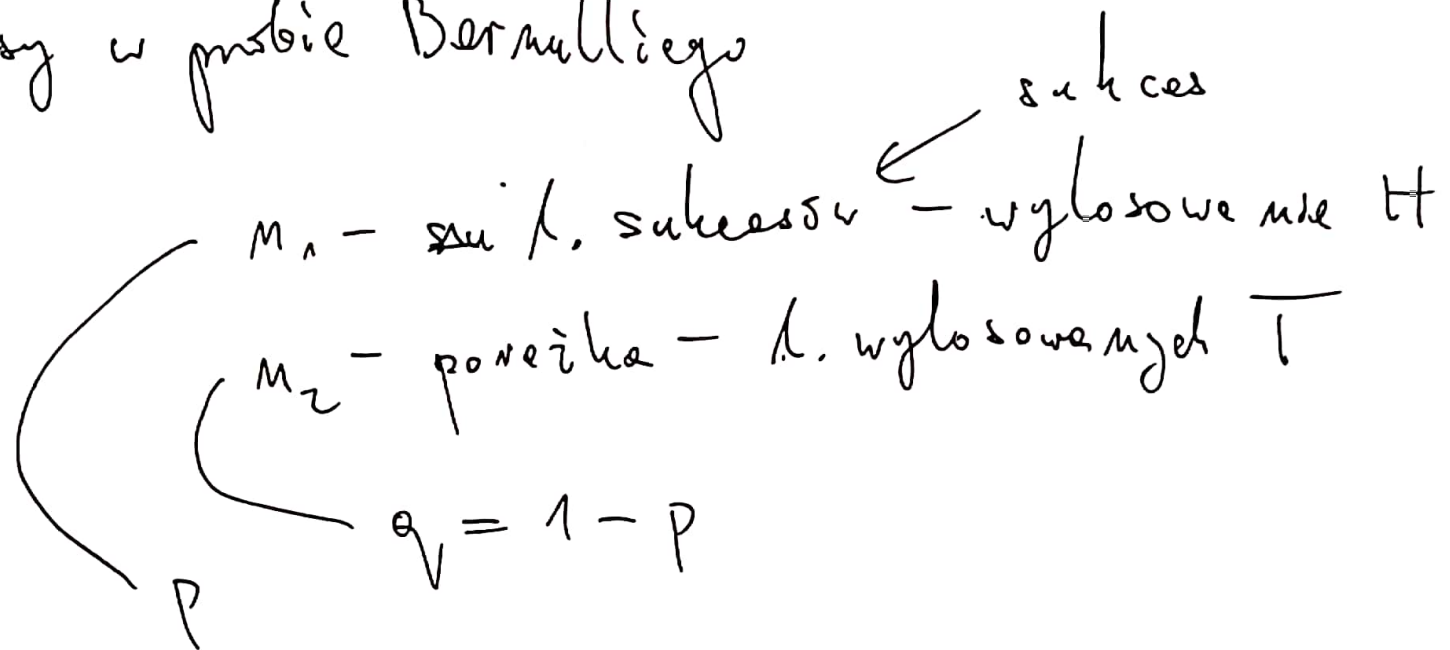 w próbie Bernulliego
sukces
n₁ - l. sukcesów - wylosowanie H
n₂ - porażka - l. wylosowanych T
q = 1 - p
p